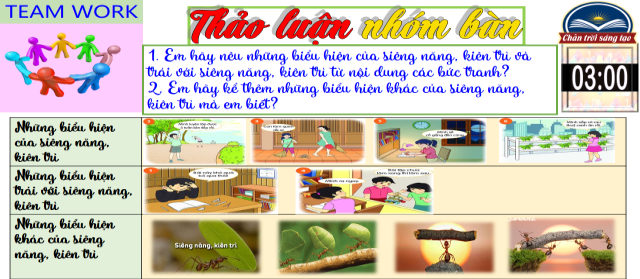 TEAM WORK
Thảo luận nhóm bàn
Chân trời sáng tạo
03:00
1. Em hãy nêu những biểu hiện của siêng năng, kiên trì và
trái với siêng năng, kiên trì từ nội dung các bức tranh?
2. Em hãy kể thêm những biểu hiện khác của siêng năng,
kiên trì mà em biết?
Những biểu hiện
của siêng năng,
kiên trì
Những biểu hiện
trái với siêng năng,
kiên trì
Những biểu hiện
khác của siêng
năng, kiên trì
Siêng năng, kiên trì